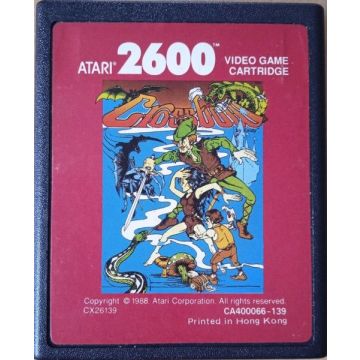 ATARI® 2600™ VIDEO GAME
CARTRIDGE
Crossbow
Copyright © 1988. Atari Corporation. All rights reserved.
CX26139 CA400066-139
Printed in Hong Kong